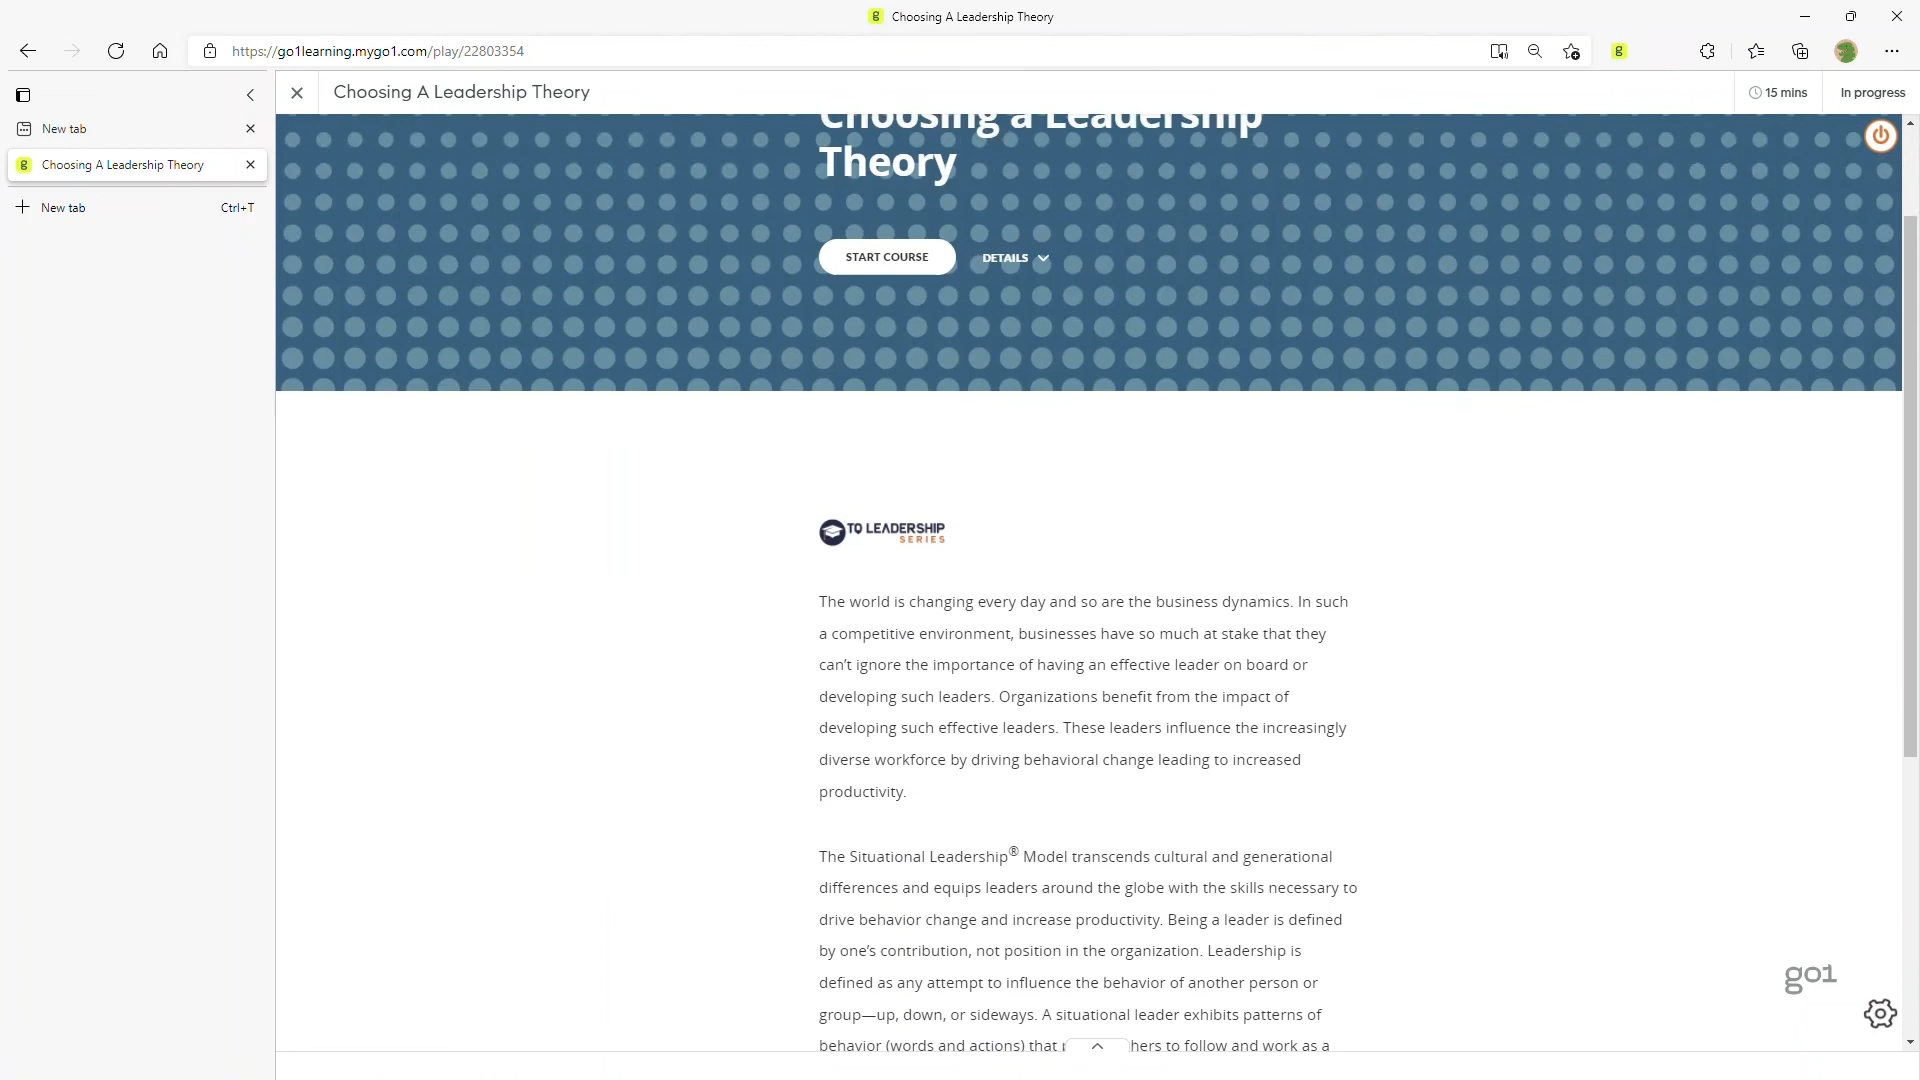 g Choosing A Leadership Theory
https://go1learning.mygo1.com/play/22803354
g
Choosing A Leadership Theory
15 mins
In progress
New tab
g Choosing A Leadership Theory
New tab Ctrl+T
Choosing a Leadership
Theory
START COURSE
DETAILS
TQ LEADERSHIP
SERIES
The world is changing every day and so are the business dynamics. In such
a competitive environment, businesses have so much at stake that they
can't ignore the importance of having an effective leader on board or
developing such leaders. Organizations benefit from the impact of
developing such effective leaders. These leaders influence the increasingly
diverse workforce by driving behavioral change leading to increased
productivity.
The Situational Leadership® Model transcends cultural and generational
differences and equips leaders around the globe with the skills necessary to
drive behavior change and increase productivity. Being a leader is defined
by one's contribution, not position in the organization. Leadership is
defined as any attempt to influence the behavior of another person or
group—up, down, or sideways. A situational leader exhibits patterns of
behavior (words and actions) that to follow and work as a
go1